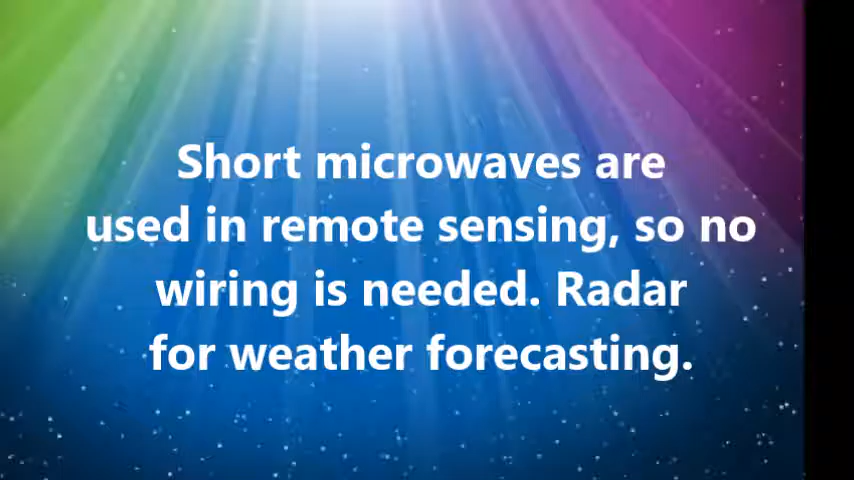 Short microwaves are
used in remote sensing, so no
wiring is needed. Radar
for weather forecasting.